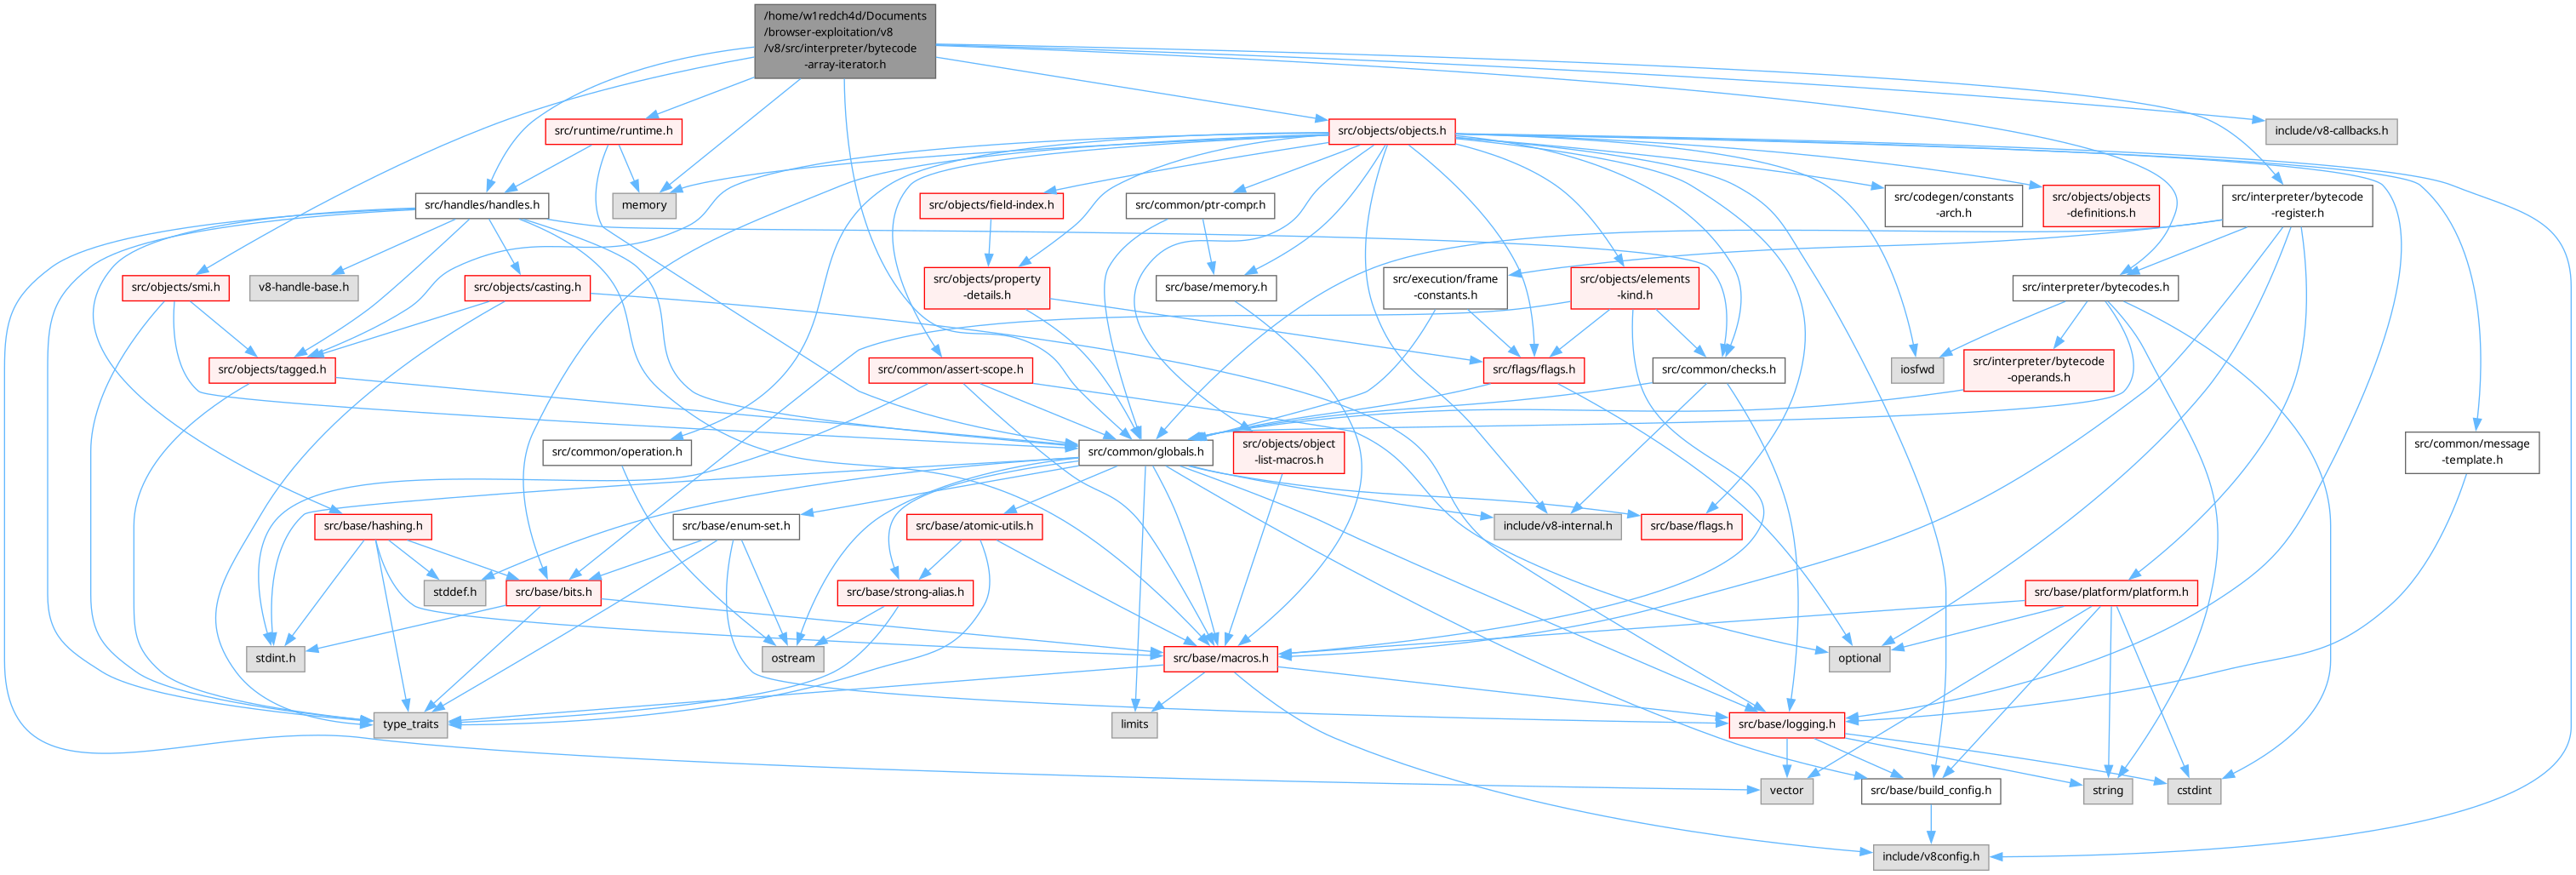 /home/w1redch4d/Documents
/browser-exploitation/v8
/v8/src/interpreter/bytecode
-array-iterator.h
src/runtime/runtime.h
src/objects/objects.h
include/v8-callbacks.h
src/handles/handles.h
memory
src/objects/field-index.h
src/common/ptr-compr.h
src/codegen/constants
-arch.h
src/objects/objects
-definitions.h
src/interpreter/bytecode
-register.h
src/objects/smi.h
v8-handle-base.h
src/objects/casting.h
src/objects/property
-details.h
src/base/memory.h
src/execution/frame
-constants.h
src/objects/elements
-kind.h
src/interpreter/bytecodes.h
src/objects/tagged.h
src/common/assert-scope.h
src/flags/flags.h
src/common/checks.h
iosfwd
src/interpreter/bytecode
-operands.h
src/common/operation.h
src/common/globals.h
src/objects/object
-list-macros.h
src/common/message
-template.h
src/base/hashing.h
src/base/enum-set.h
src/base/atomic-utils.h
include/v8-internal.h
src/base/flags.h
stddef.h
src/base/bits.h
src/base/strong-alias.h
src/base/platform/platform.h
stdint.h
ostream
src/base/macros.h
optional
type_traits
limits
src/base/logging.h
vector
src/base/build_config.h
string
cstdint
include/v8config.h